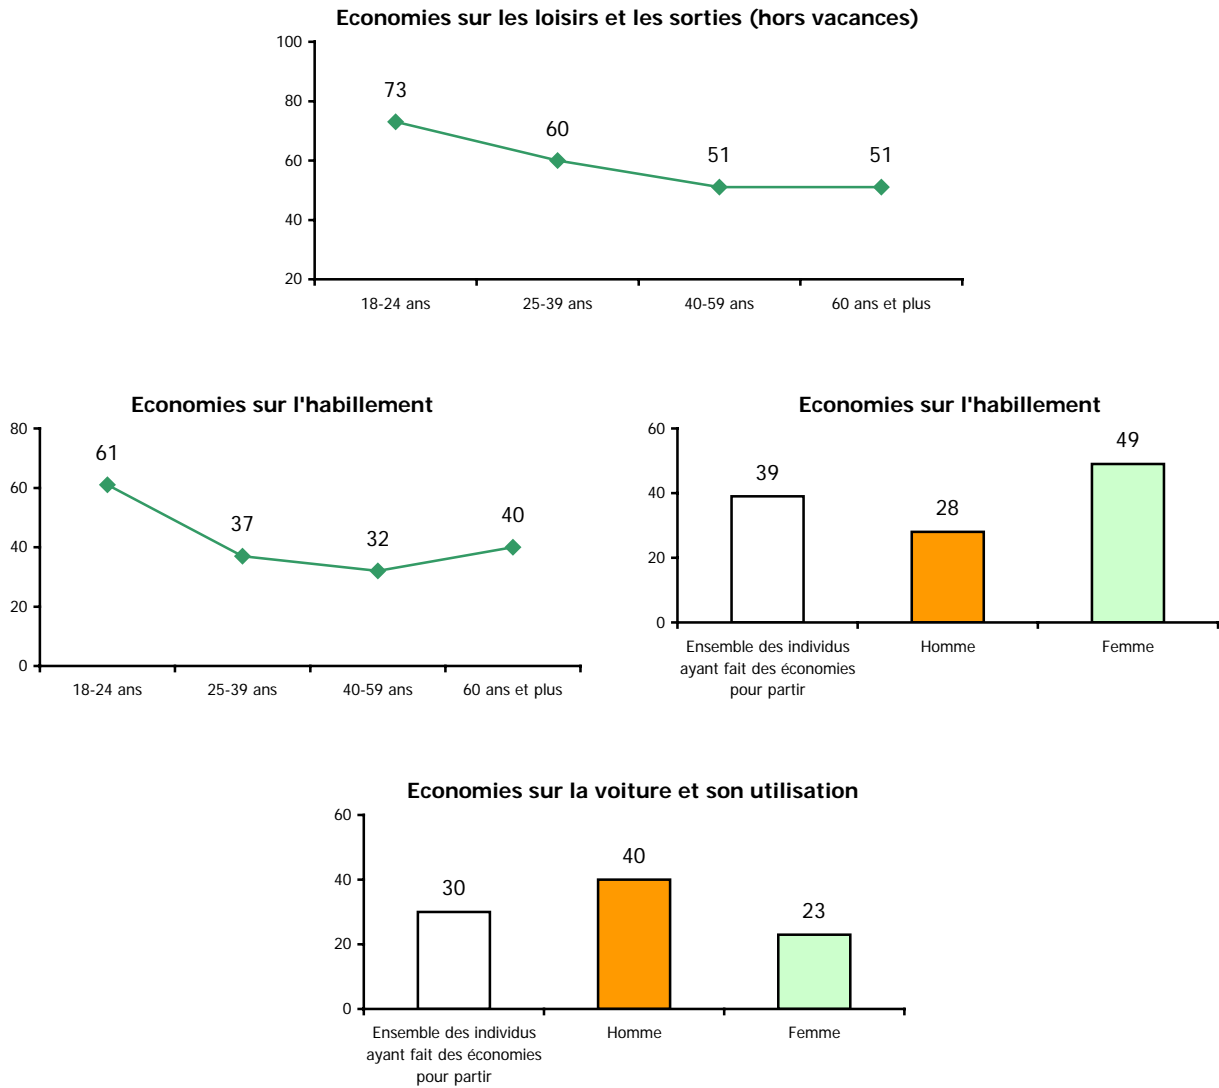 Economies sur les loisirs et les sorties (hors vacances)
100
80
60
40
20
73
60
51
51
18-24 ans
25-39 ans
40-59 ans
60 ans et plus
Economies sur l'habillement
80
60
40
20
0
61
37
32
40
18-24 ans
25-39 ans
40-59 ans
60 ans et plus
Economies sur l'habillement
60
40
20
0
39
28
49
Ensemble des individus
ayant fait des économies
pour partir
Homme
Femme
Economies sur la voiture et son utilisation
60
40
20
0
30
40
23
Ensemble des individus
ayant fait des économies
pour partir
Homme
Femme